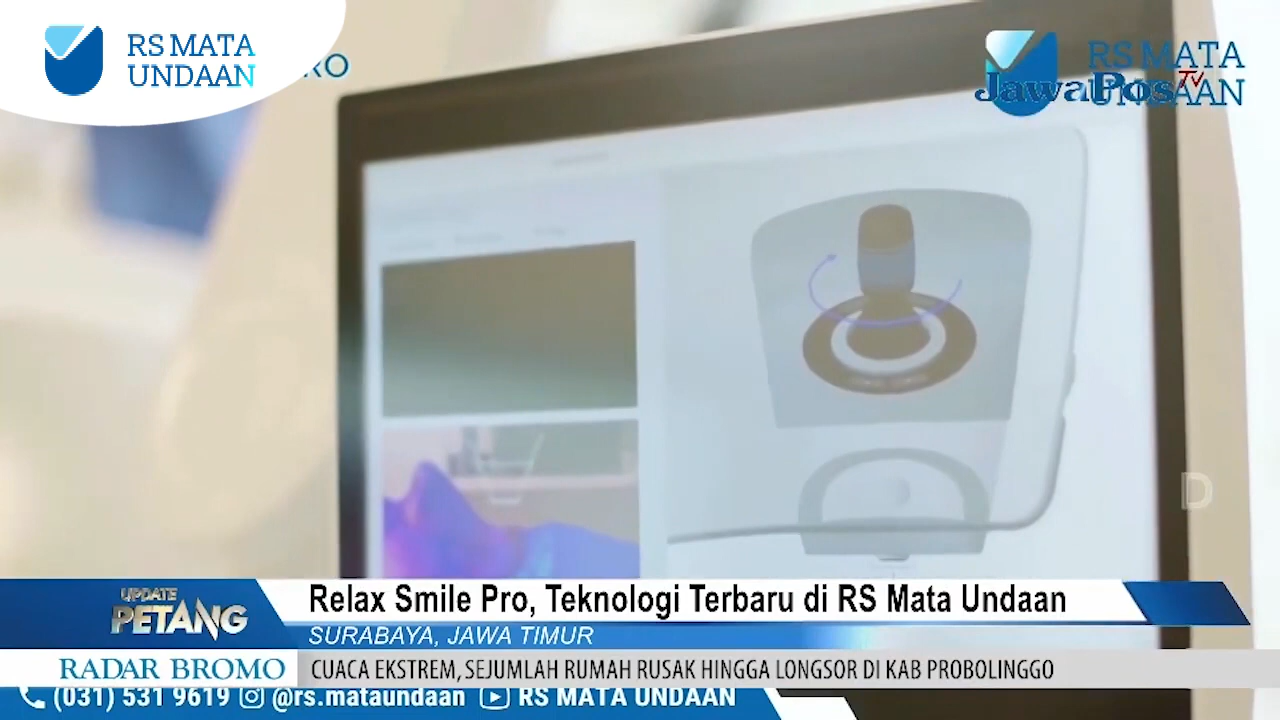 RS MATA
UNDAAN
RO
RS MATA
UNDAAN
JawaPos TV
D
UPDATE
PETANG
Relax Smile Pro, Teknologi Terbaru di RS Mata Undaan
SURABAYA, JAWA TIMUR
RADAR BROMO
CUACA EKSTREM, SEJUMLAH RUMAH RUSAK HINGGA LONGSOR DI KAB PROBOLINGGO
(031) 531 9619 @rs.mataundaan RS MATA UNDAAN